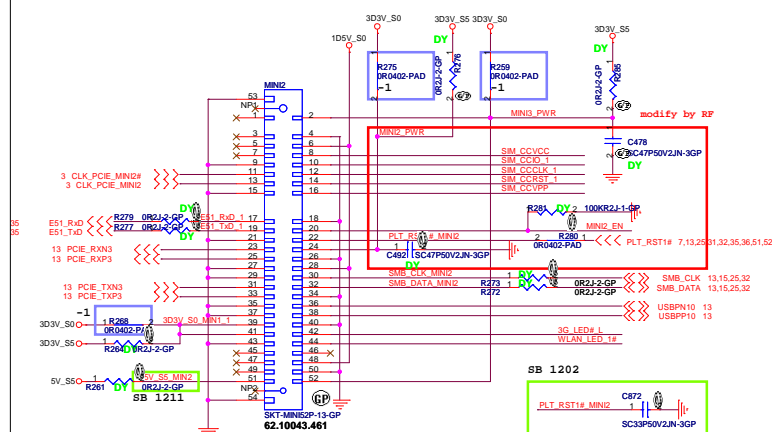 3D3V_S0
3D3V_S5 3D3V_S0
3D3V_S5
1D5V_S0
DY
DY
R275
0R0402-PAD
-1
R276
0R2J-2-GP
R259
0R0402-PAD
-1
0R2J-2-GP
R285
MINI2
53
NP1
MINI3_PWR
modify by RF
MINI2_PWR
C478
SC47P50V2JN-3GP
DY
SIM_CCVCC
SIM_CCIO_1
SIM_CCCLK_1
SIM_CCRST_1
SIM_CCVPP
1 2
3 4
5 6
7 8
9 10
11 12
13 14
15 16
17 18
19 20
21 22
23 24
25 26
27 28
29 30
31 32
33 34
35 36
37 38
39 40
41 42
43 44
45 46
47 48
49 50
51 52
3 CLK_PCIE_MINI2#
3 CLK_PCIE_MINI2
DY
35 E51_RxD R279 0R2J-2-GP E51_RxD_1
35 E51_TxD R277 0R2J-2-GP E51_TxD_1
DY
R281 DY 100KR2J-1-GP
MINI2_EN
R280
0R0402-PAD
PLT_RST1# 7,13,25,31,32,35,36,51,52
C492 SC47P50V2JN-3GP
DY
13 PCIE_RXN3
13 PCIE_RXP3
SMB_CLK_MINI2
SMB_DATA_MINI2
DY
R273 0R2J-2-GP
R272 0R2J-2-GP
DY
SMB_CLK 13,15,25,32
SMB_DATA 13,15,25,32
13 PCIE_TXN3
13 PCIE_TXP3
USBPN10 13
USBPP10 13
-1
3D3V_S0 R268 3D3V_S0_MINI1_1
0R0402-PAD
3D3V_S5
R264 DY 0R2J-2-GP
3G_LED#_L
WLAN_LED_1#
5V_S5 5V_S5_MIN2
R261 DY 0R2J-2-GP
SB 1211
NP2
54
GP
SKT-MINI52P-13-GP
62.10043.461
SB 1202
C872
PLT_RST1#_MINI2
SC33P50V2JN-3GP